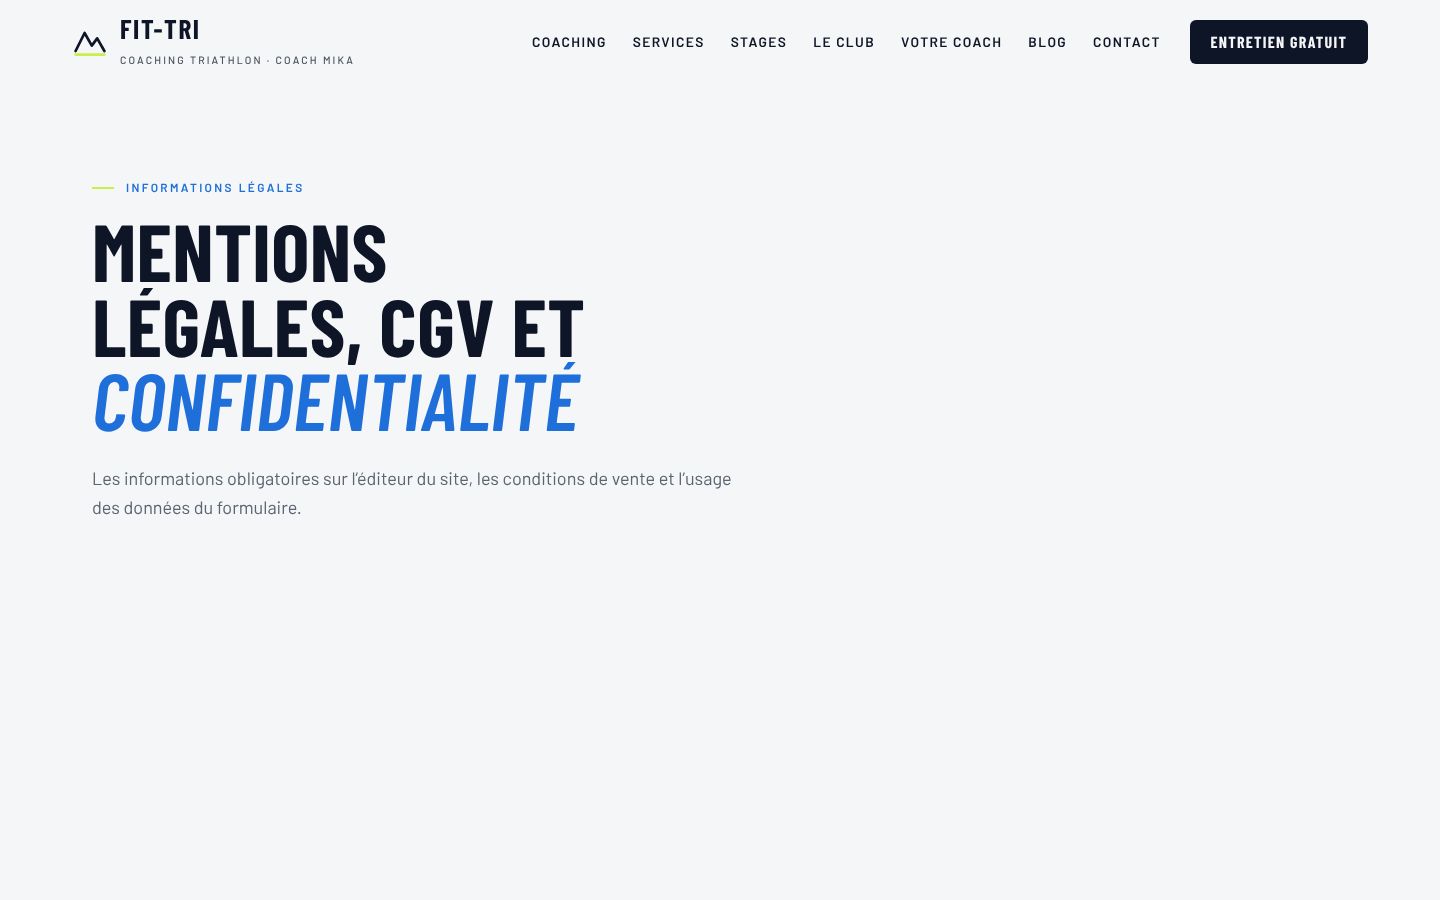 FIT-TRI
COACHING TRIATHLON · COACH MIKA
COACHING SERVICES STAGES LE CLUB VOTRE COACH BLOG CONTACT ENTRETIEN GRATUIT
INFORMATIONS LÉGALES
MENTIONS
LÉGALES, CGV ET
CONFIDENTIALITÉ
Les informations obligatoires sur l’éditeur du site, les conditions de vente et l’usage
des données du formulaire.